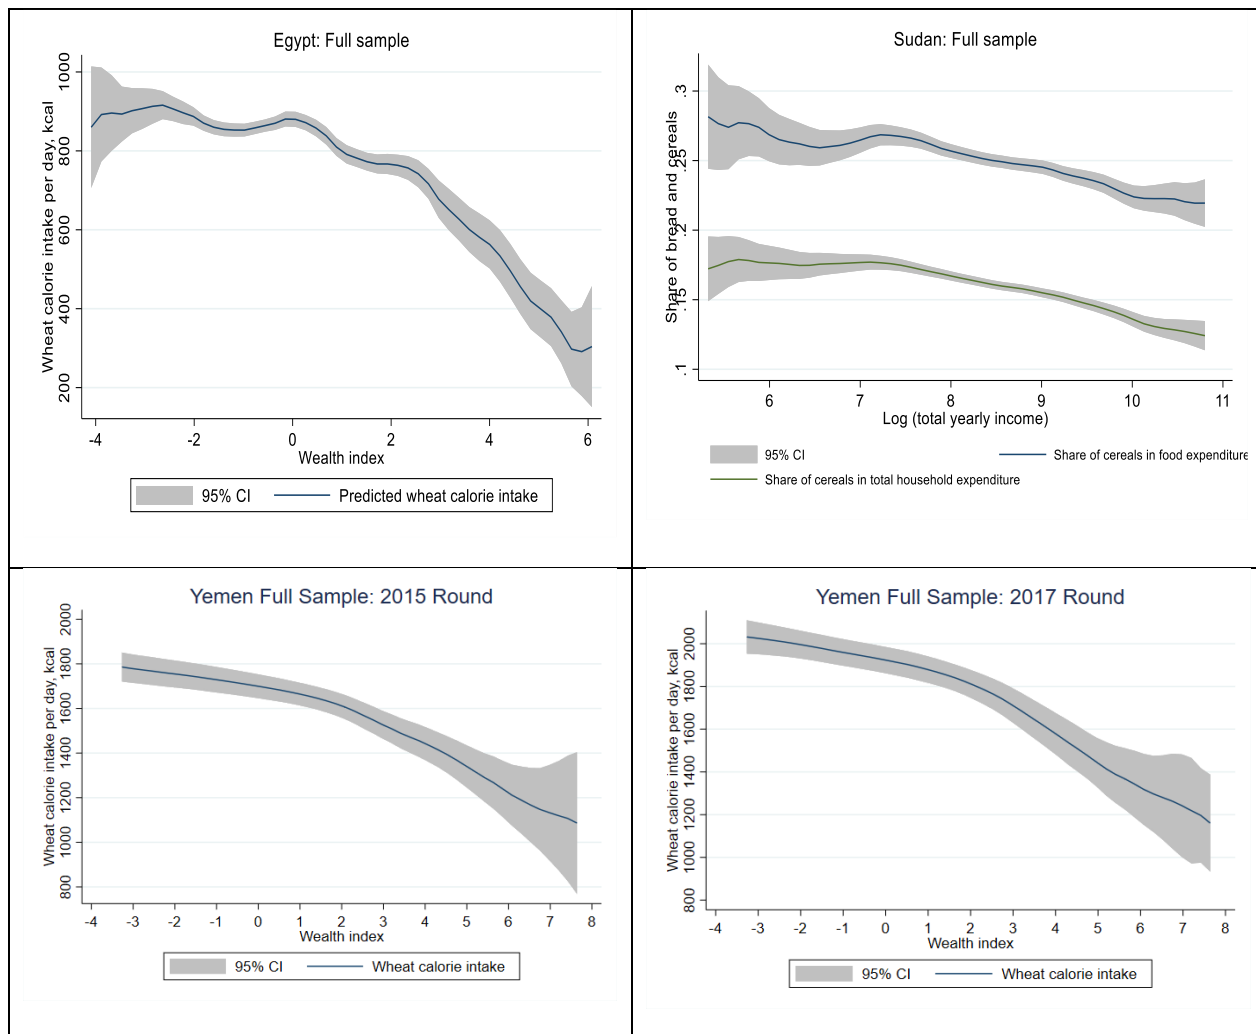 Egypt: Full sample
Wheat calorie intake per day, kcal
1000
800
600
400
200
-4 -2 0 2 4 6
Wealth index
95% CI Predicted wheat calorie intake
Sudan: Full sample
Share of bread and cereals
.3
.25
.2
.15
.1
6 7 8 9 10 11
Log (total yearly income)
95% CI Share of cereals in food expenditure
Share of cereals in total household expenditure
Yemen Full Sample: 2015 Round
Wheat calorie intake per day, kcal
2000
1800
1600
1400
1200
1000
800
-4 -3 -2 -1 0 1 2 3 4 5 6 7 8
Wealth index
95% CI Wheat calorie intake
Yemen Full Sample: 2017 Round
Wheat calorie intake per day, kcal
2000
1800
1600
1400
1200
1000
800
-4 -3 -2 -1 0 1 2 3 4 5 6 7 8
Wealth index
95% CI Wheat calorie intake